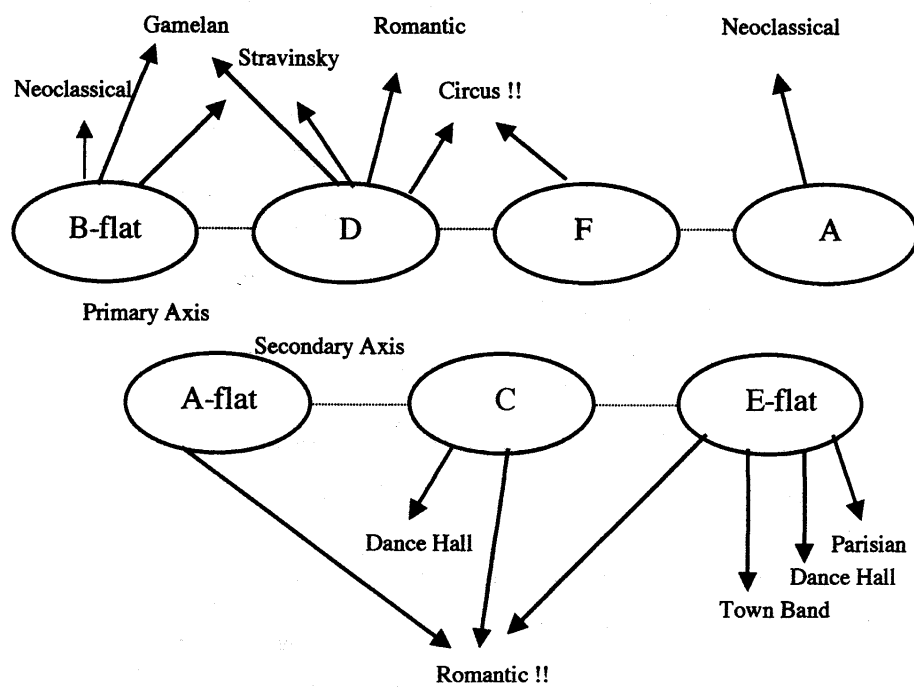 Gamelan
Romantic
Neoclassical
Stravinsky
Neoclassical
Circus !!
B-flat
D
F
A
Primary Axis
Secondary Axis
A-flat
C
E-flat
Dance Hall
Parisian
Dance Hall
Town Band
Romantic !!